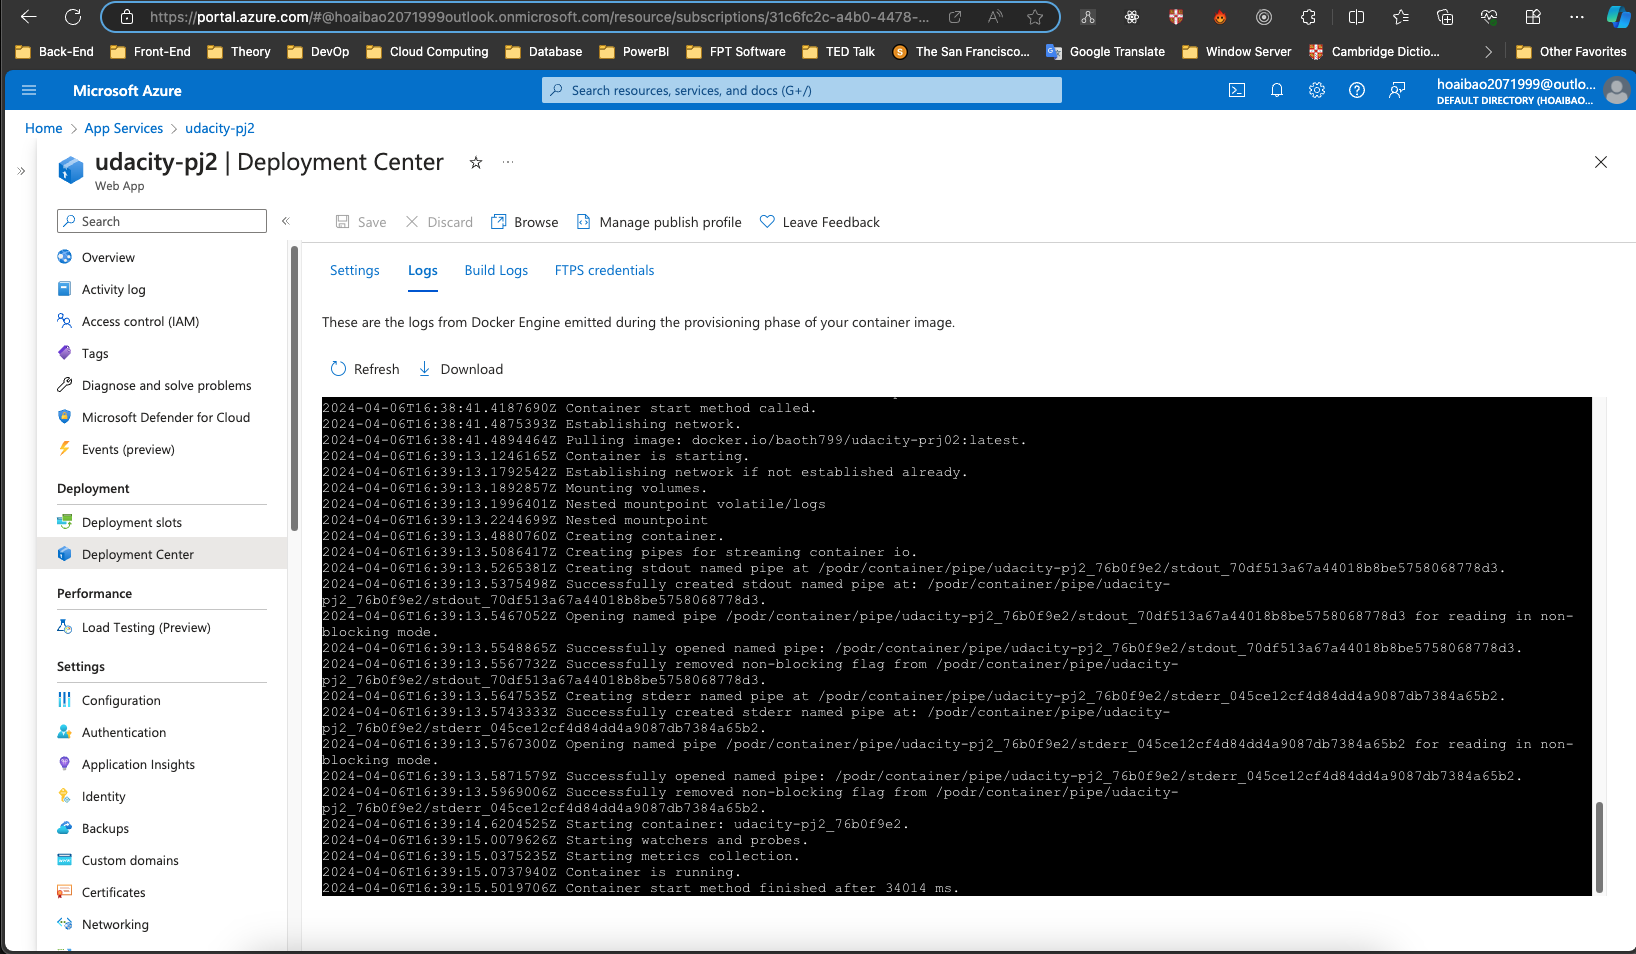 https://portal.azure.com/#@hoaibao2071999outlook.onmicrosoft.com/resource/subscriptions/31c6fc2c-a4b0-4478-...
Back-End Front-End Theory DevOp Cloud Computing Database PowerBI FPT Software TED Talk The San Francisco... Google Translate Window Server Cambridge Dictio... Other Favorites
Microsoft Azure
Search resources, services, and docs (G+/)
hoaibao2071999@outlo...
DEFAULT DIRECTORY (HOAIBAO...
Home > App Services > udacity-pj2
udacity-pj2 | Deployment Center
Web App
Search
Save Discard Browse Manage publish profile Leave Feedback
Overview
Activity log
Access control (IAM)
Tags
Diagnose and solve problems
Microsoft Defender for Cloud
Events (preview)
Deployment
Deployment slots
Deployment Center
Performance
Load Testing (Preview)
Settings
Configuration
Authentication
Application Insights
Identity
Backups
Custom domains
Certificates
Networking
Settings Logs Build Logs FTPS credentials
These are the logs from Docker Engine emitted during the provisioning phase of your container image.
Refresh Download
2024-04-06T16:38:41.4187690Z Container start method called.
2024-04-06T16:38:41.4875393Z Establishing network.
2024-04-06T16:38:41.4894464Z Pulling image: docker.io/baoth799/udacity-prj02:latest.
2024-04-06T16:39:13.1246165Z Container is starting.
2024-04-06T16:39:13.1792542Z Establishing network if not established already.
2024-04-06T16:39:13.1892857Z Mounting volumes.
2024-04-06T16:39:13.1996401Z Nested mountpoint volatile/logs
2024-04-06T16:39:13.2244699Z Nested mountpoint
2024-04-06T16:39:13.4880760Z Creating container.
2024-04-06T16:39:13.5086417Z Creating pipes for streaming container io.
2024-04-06T16:39:13.5265381Z Creating stdout named pipe at /podr/container/pipe/udacity-pj2_76b0f9e2/stdout_70df513a67a44018b8be5758068778d3.
2024-04-06T16:39:13.5375498Z Successfully created stdout named pipe at: /podr/container/pipe/udacity-
pj2_76b0f9e2/stdout_70df513a67a44018b8be5758068778d3.
2024-04-06T16:39:13.5467052Z Opening named pipe /podr/container/pipe/udacity-pj2_76b0f9e2/stdout_70df513a67a44018b8be5758068778d3 for reading in non-
blocking mode.
2024-04-06T16:39:13.5548865Z Successfully opened named pipe: /podr/container/pipe/udacity-pj2_76b0f9e2/stdout_70df513a67a44018b8be5758068778d3.
2024-04-06T16:39:13.5567732Z Successfully removed non-blocking flag from /podr/container/pipe/udacity-
pj2_76b0f9e2/stdout_70df513a67a44018b8be5758068778d3.
2024-04-06T16:39:13.5647535Z Creating stderr named pipe at /podr/container/pipe/udacity-pj2_76b0f9e2/stderr_045ce12cf4d84dd4a9087db7384a65b2.
2024-04-06T16:39:13.5743333Z Successfully created stderr named pipe at: /podr/container/pipe/udacity-
pj2_76b0f9e2/stderr_045ce12cf4d84dd4a9087db7384a65b2.
2024-04-06T16:39:13.5767300Z Opening named pipe /podr/container/pipe/udacity-pj2_76b0f9e2/stderr_045ce12cf4d84dd4a9087db7384a65b2 for reading in non-
blocking mode.
2024-04-06T16:39:13.5871579Z Successfully opened named pipe: /podr/container/pipe/udacity-pj2_76b0f9e2/stderr_045ce12cf4d84dd4a9087db7384a65b2.
2024-04-06T16:39:13.5969006Z Successfully removed non-blocking flag from /podr/container/pipe/udacity-
pj2_76b0f9e2/stderr_045ce12cf4d84dd4a9087db7384a65b2.
2024-04-06T16:39:14.6204525Z Starting container: udacity-pj2_76b0f9e2.
2024-04-06T16:39:15.0079626Z Starting watchers and probes.
2024-04-06T16:39:15.0375235Z Starting metrics collection.
2024-04-06T16:39:15.0737940Z Container is running.
2024-04-06T16:39:15.5019706Z Container start method finished after 34014 ms.